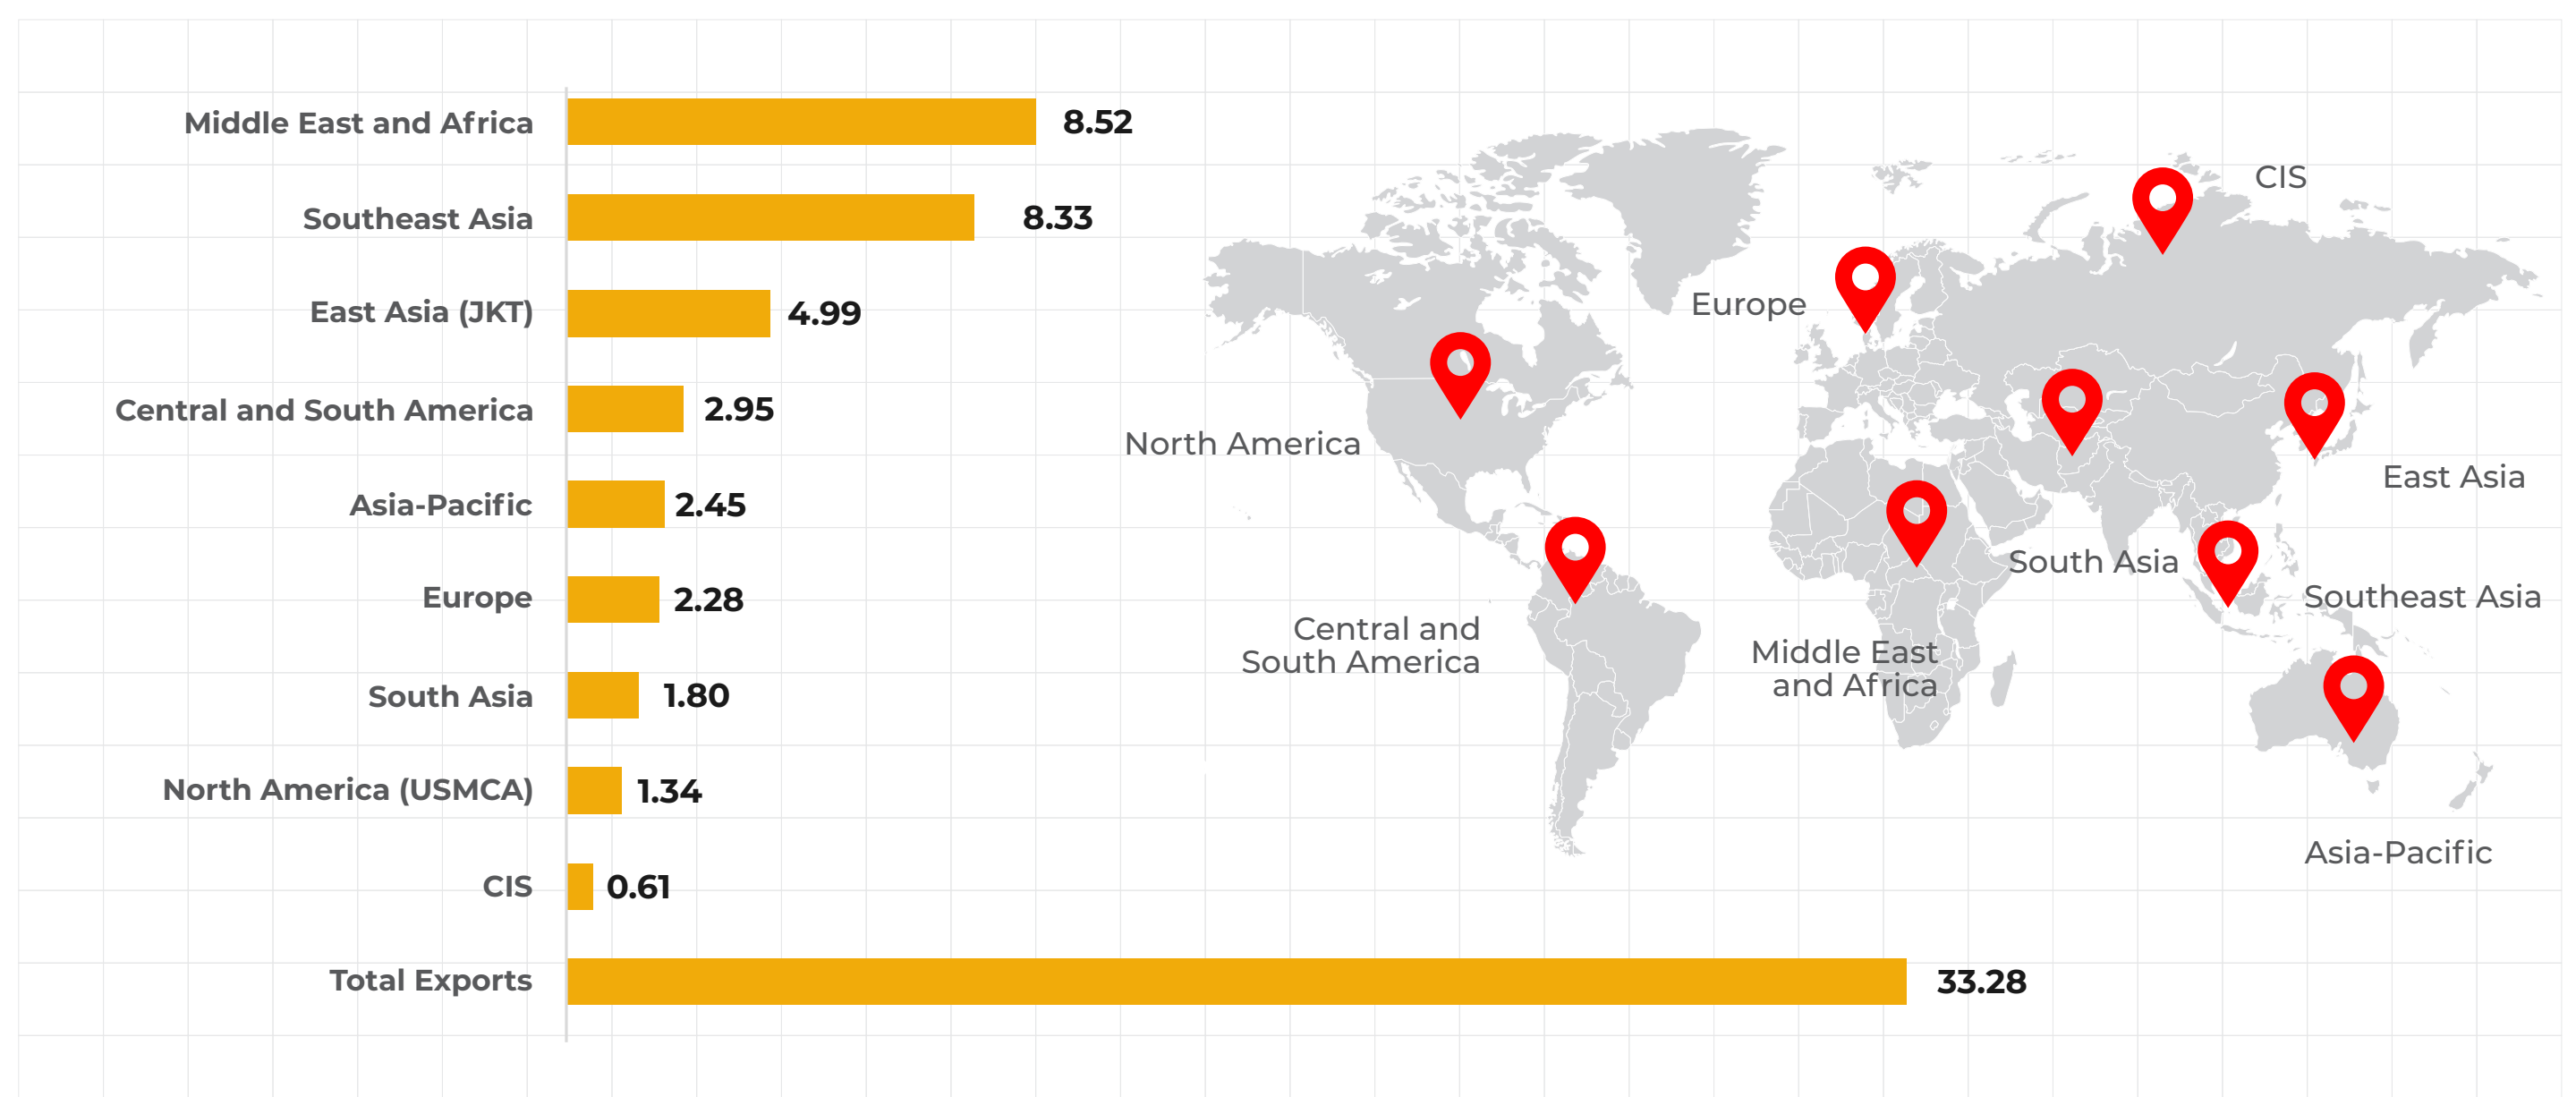 Middle East and Africa 8.52
Southeast Asia 8.33
East Asia (JKT) 4.99
Central and South America 2.95
Asia-Pacific 2.45
Europe 2.28
South Asia 1.80
North America (USMCA) 1.34
CIS 0.61
Total Exports 33.28
CIS
Europe
North America
East Asia
South Asia
Southeast Asia
Central and
South America
Middle East
and Africa
Asia-Pacific